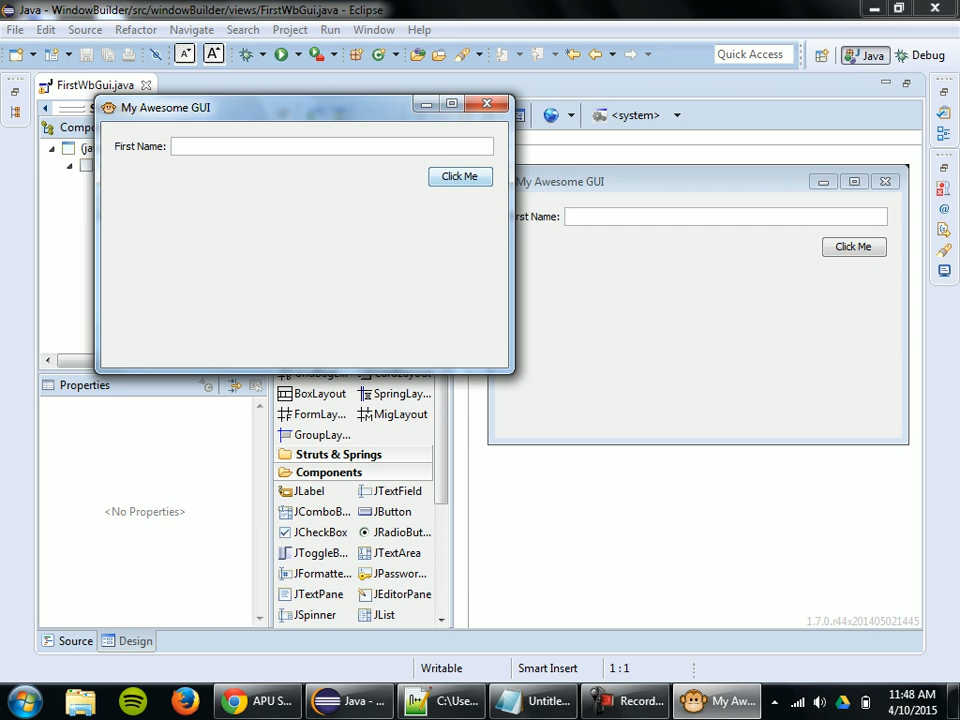 Java - WindowBuilder/src/windowBuilder/views/FirstWbGui.java - Eclipse
File Edit Source Refactor Navigate Search Project Run Window Help
A A Quick Access Java Debug
FirstWbGui.java
My Awesome GUI
Compo
<system>
(ja
First Name:
Click Me
My Awesome GUI
rst Name:
Click Me
Properties
<No Properties>
BoxLayout SpringLay...
FormLay... MigLayout
GroupLay...
Struts & Springs
Components
JLabel JTextField
JComboB... JButton
JCheckBox JRadioBut...
JToggleB... JTextArea
JFormatte... JPasswor...
JTextPane JEditorPane
JSpinner JList
1.7.0.r44x201405021445
Source Design
Writable Smart Insert 1 : 1
APU S... Java - ... C:\Use... Untitle... Record... My Aw...
11:48 AM
4/10/2015